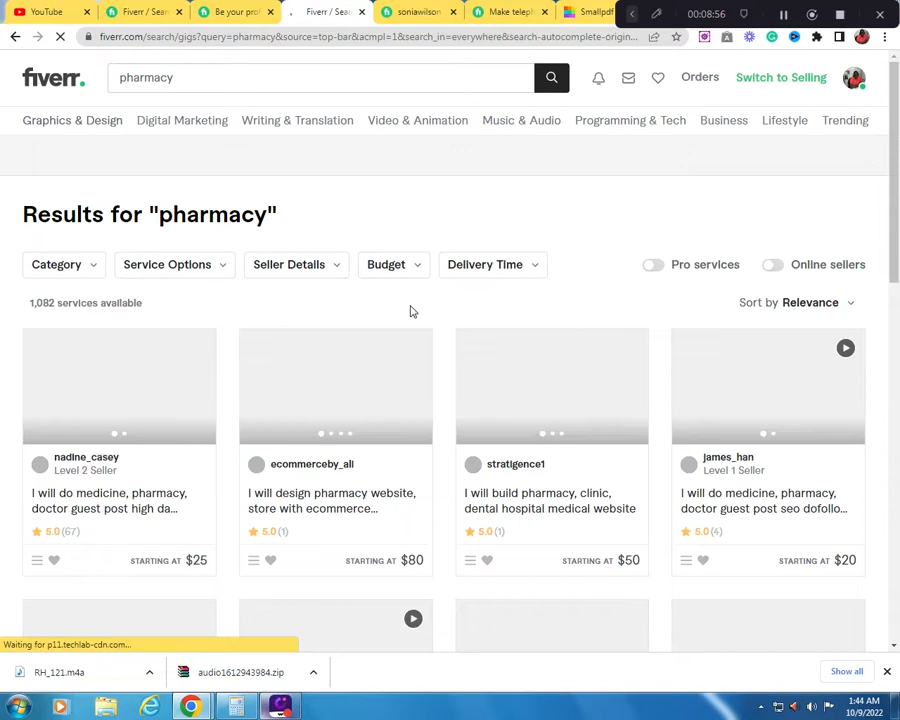 YouTube
Fiverr / Sear
Be your prof
Fiverr / Sear
soniawilson
Make teleph
Smallpdf
00:08:56
fiverr.com/search/gigs?query=pharmacy&source=top-bar&acmpl=1&search_in=everywhere&search-autocomplete-origin...
fiverr.
pharmacy
Orders
Switch to Selling
Graphics & Design
Digital Marketing
Writing & Translation
Video & Animation
Music & Audio
Programming & Tech
Business
Lifestyle
Trending
Results for "pharmacy"
Category
Service Options
Seller Details
Budget
Delivery Time
Pro services
Online sellers
1,082 services available
Sort by Relevance
nadine_casey
Level 2 Seller
I will do medicine, pharmacy,
doctor guest post high da...
5.0 (67)
STARTING AT $25
ecommerceby_ali
I will design pharmacy website,
store with ecommerce...
5.0 (1)
STARTING AT $80
stratigence1
I will build pharmacy, clinic,
dental hospital medical website
5.0 (1)
STARTING AT $50
james_han
Level 1 Seller
I will do medicine, pharmacy,
doctor guest post seo dofollo...
5.0 (4)
STARTING AT $20
Waiting for p11.techlab-cdn.com...
RH_121.m4a
audio1612943984.zip
Show all
1:44 AM
10/9/2022